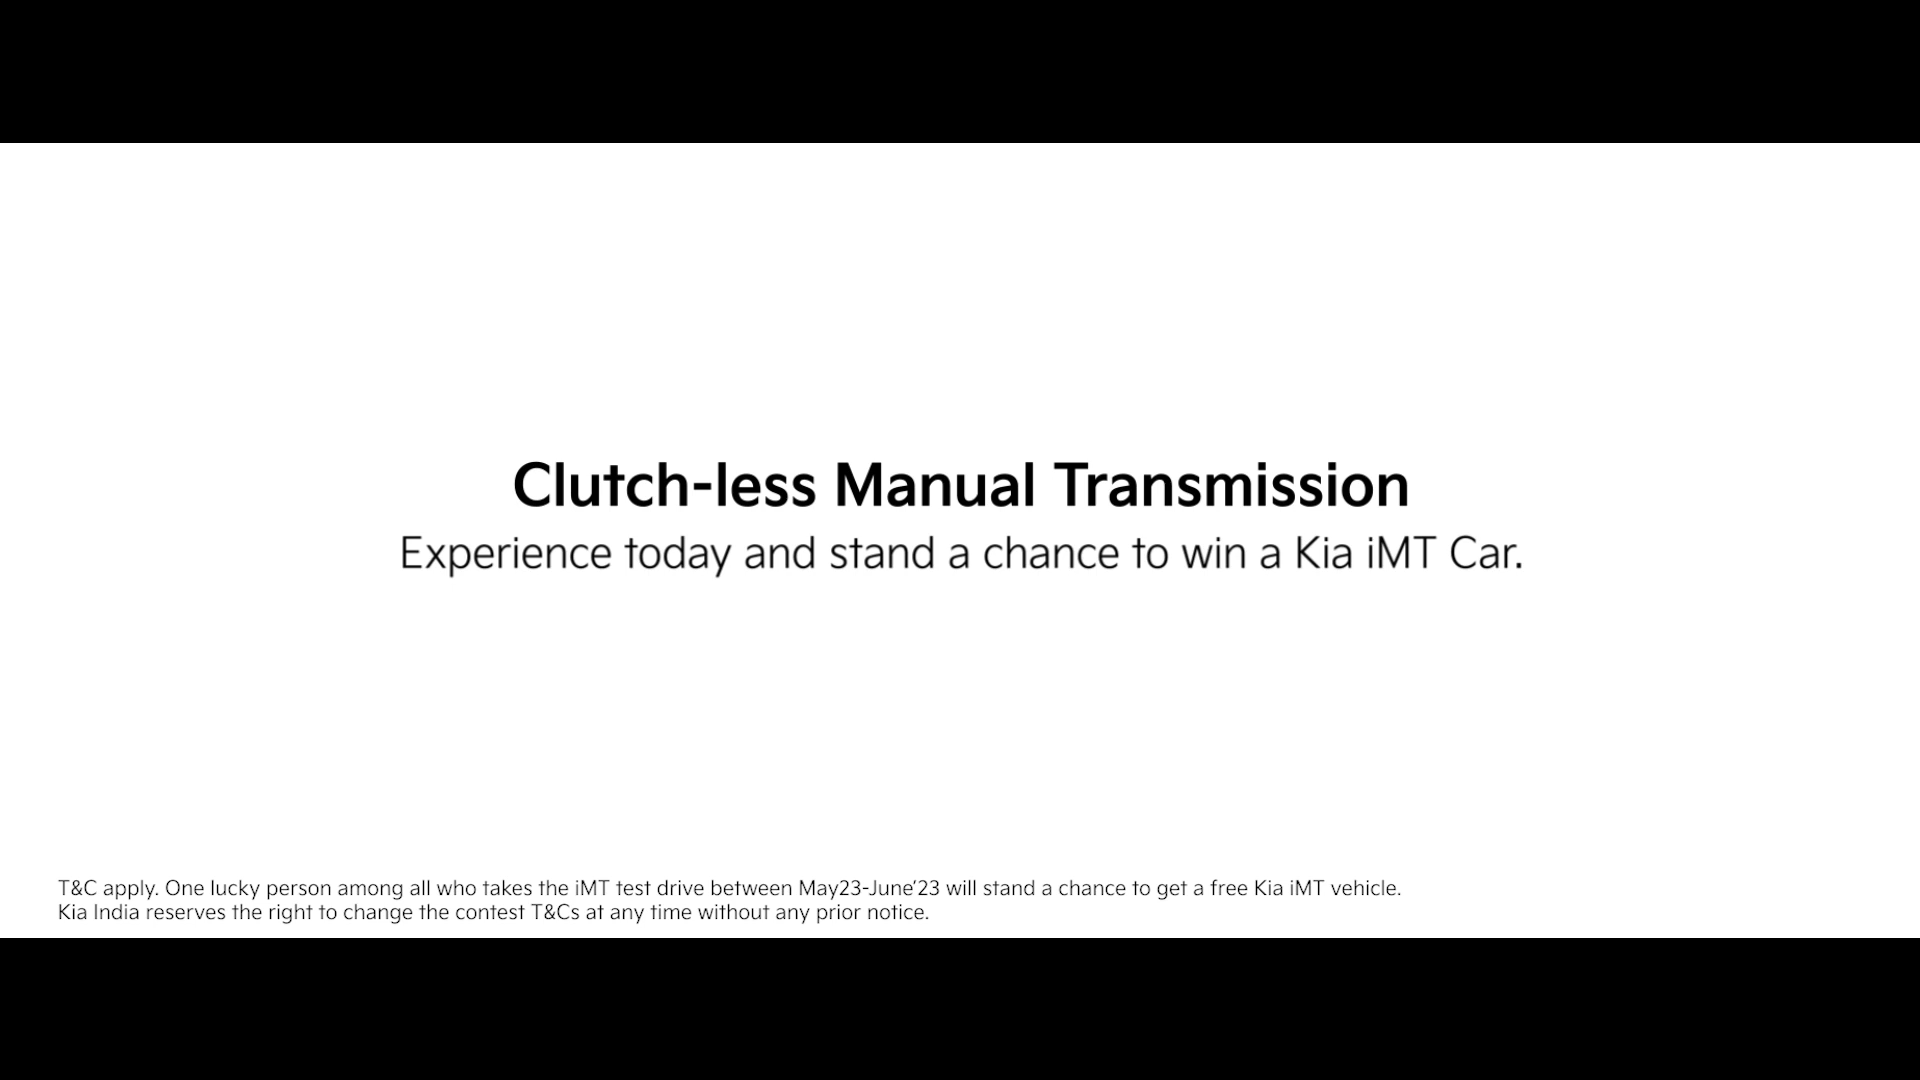 Clutch-less Manual Transmission
Experience today and stand a chance to win a Kia iMT Car.
T&C apply. One lucky person among all who takes the iMT test drive between May23-June'23 will stand a chance to get a free Kia iMT vehicle.
Kia India reserves the right to change the contest T&Cs at any time without any prior notice.